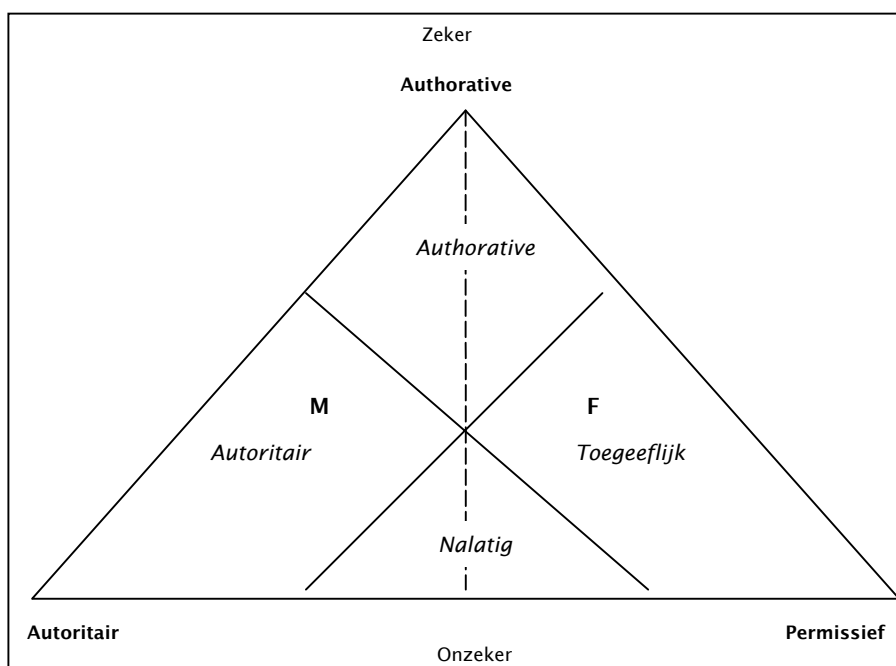 Zeker
Authorative
Authorative
M
F
Autoritair
Toegeeflijk
Nalatig
Autoritair
Permissief
Onzeker